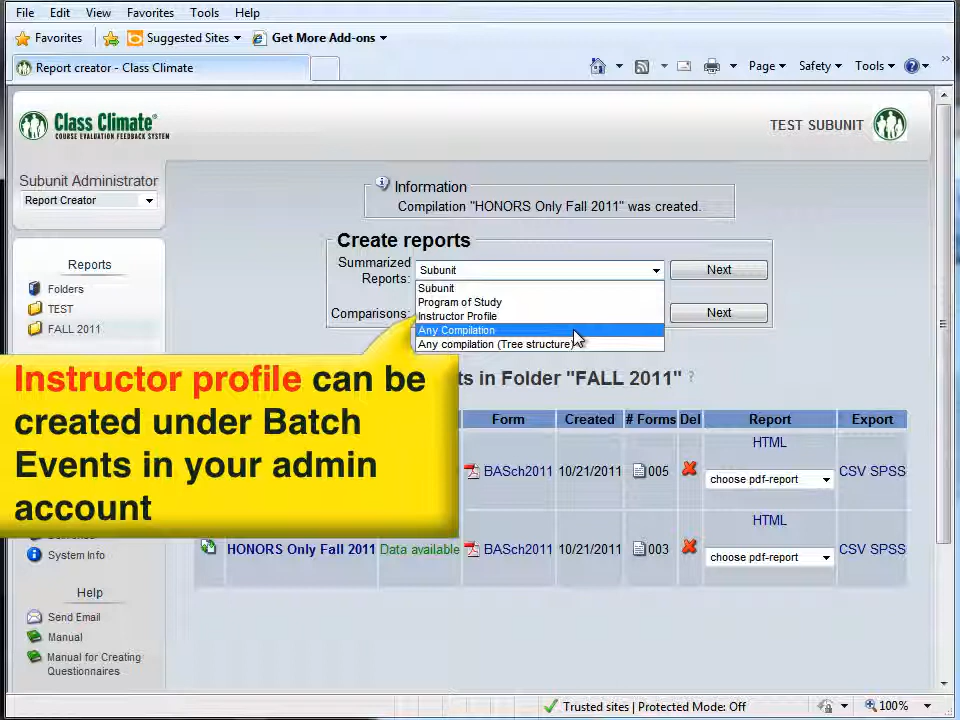 File Edit View Favorites Tools Help
Favorites Suggested Sites Get More Add-ons
Report creator - Class Climate Page Safety Tools »
Class Climate®
COURSE EVALUATION FEEDBACK SYSTEM
TEST SUBUNIT
Subunit Administrator
Report Creator
Information
Compilation "HONORS Only Fall 2011" was created.
Create reports
Summarized
Reports:
Subunit
Next
Subunit
Program of Study
Instructor Profile
Any Compilation
Any compilation (Tree structure)
Comparisons:
Next
Reports
Folders
TEST
FALL 2011
Instructor profile can be
created under Batch
Events in your admin
account
ts in Folder "FALL 2011" ?
Form Created # Forms Del Report Export
HTML
BASch2011 10/21/2011 005 choose pdf-report CSV SPSS
HTML
HONORS Only Fall 2011 Data available BASch2011 10/21/2011 003 choose pdf-report CSV SPSS
System Info
Help
Send Email
Manual
Manual for Creating
Questionnaires
Trusted sites | Protected Mode: Off 100%